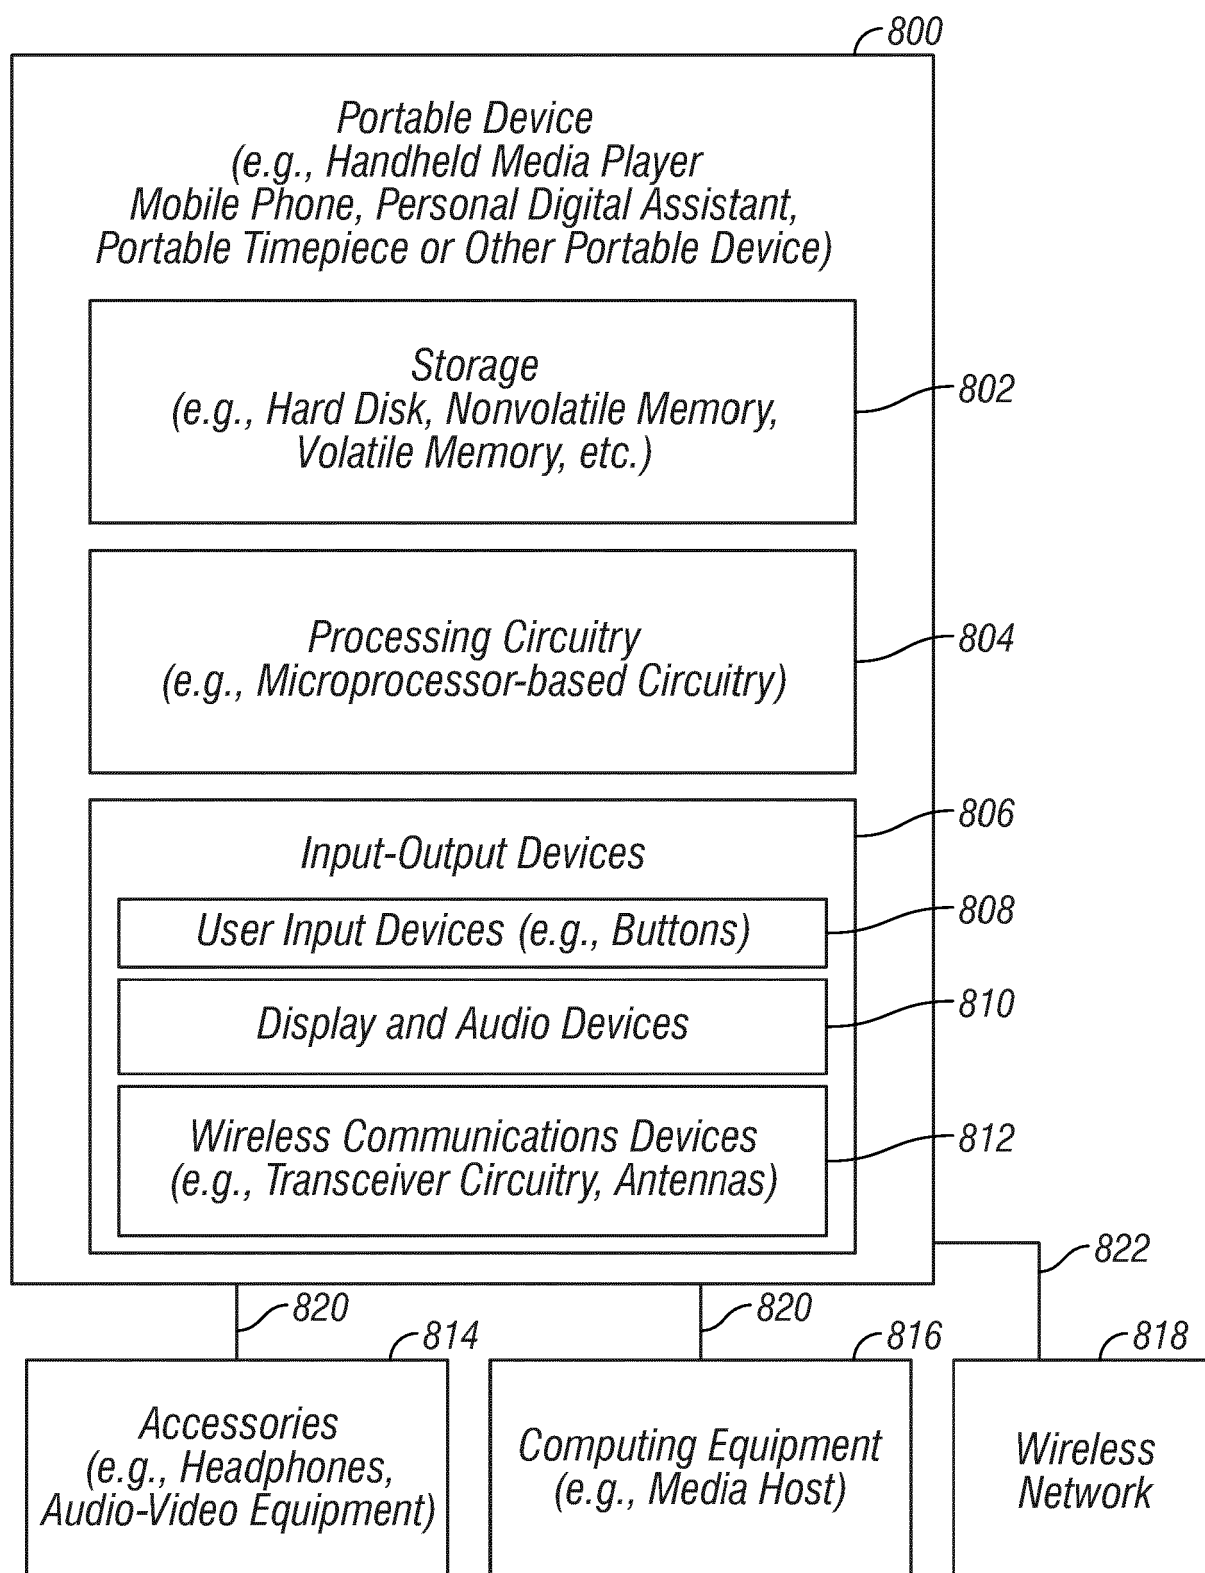 800
Portable Device
(e.g., Handheld Media Player
Mobile Phone, Personal Digital Assistant,
Portable Timepiece or Other Portable Device)
Storage
(e.g., Hard Disk, Nonvolatile Memory,
Volatile Memory, etc.)
802
Processing Circuitry
(e.g., Microprocessor-based Circuitry)
804
806
Input-Output Devices
User Input Devices (e.g., Buttons)
808
Display and Audio Devices
810
Wireless Communications Devices
(e.g., Transceiver Circuitry, Antennas)
812
822
820
820
814
816
818
Accessories
(e.g., Headphones,
Audio-Video Equipment)
Computing Equipment
(e.g., Media Host)
Wireless
Network